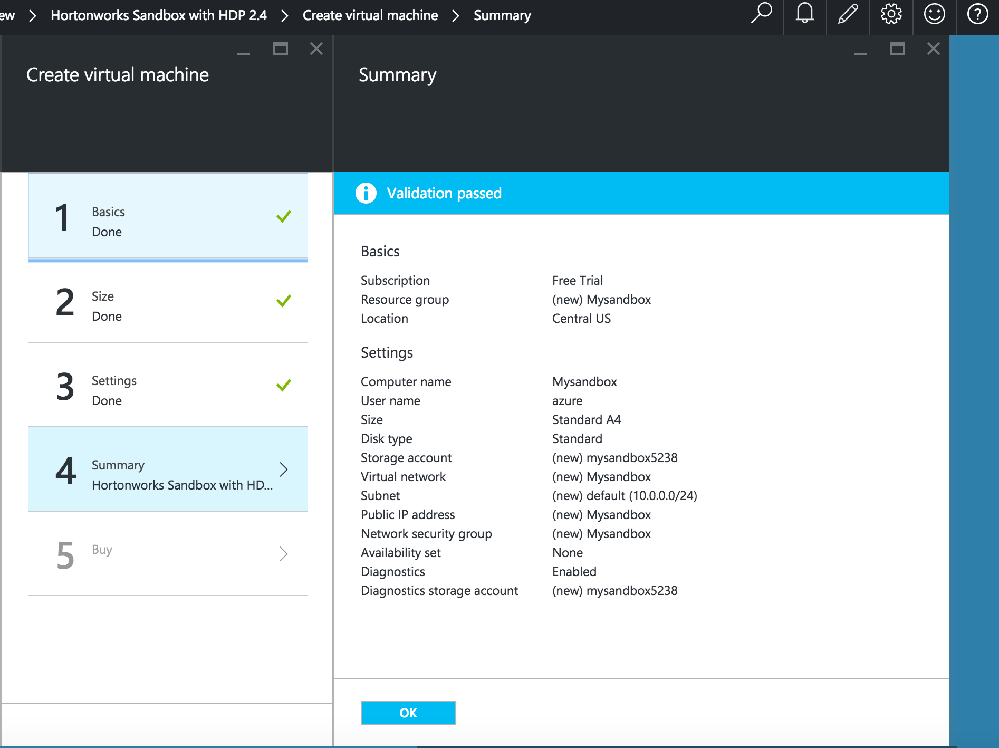 ew > Hortonworks Sandbox with HDP 2.4 > Create virtual machine > Summary
Create virtual machine
1
Basics
Done
2
Size
Done
3
Settings
Done
4
Summary
Hortonworks Sandbox with HD...
5
Buy
Summary
Validation passed
Basics
Subscription Free Trial
Resource group (new) Mysandbox
Location Central US
Settings
Computer name Mysandbox
User name azure
Size Standard A4
Disk type Standard
Storage account (new) mysandbox5238
Virtual network (new) Mysandbox
Subnet (new) default (10.0.0.0/24)
Public IP address (new) Mysandbox
Network security group (new) Mysandbox
Availability set None
Diagnostics Enabled
Diagnostics storage account (new) mysandbox5238
OK